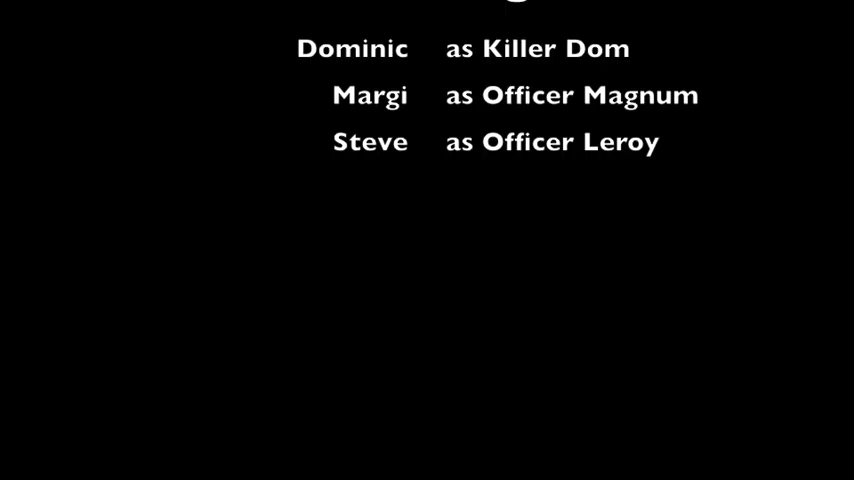 Dominic as Killer Dom
Margi as Officer Magnum
Steve as Officer Leroy